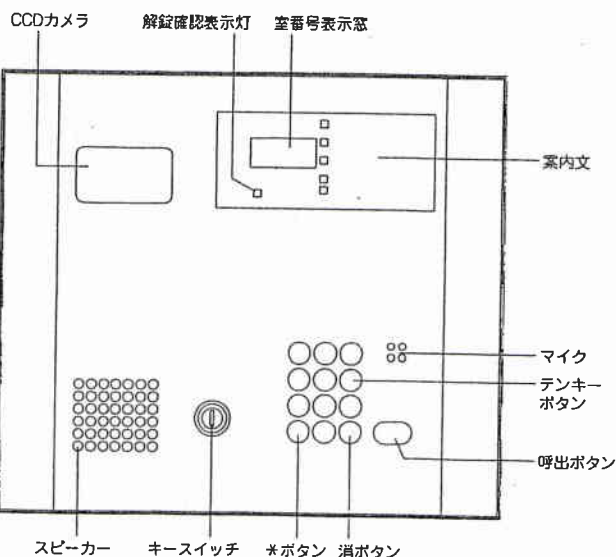 CCDカメラ
解錠確認表示灯
室番号表示窓
案内文
マイク
テンキー
ボタン
呼出ボタン
スピーカー
キースイッチ
*ボタン
消ボタン